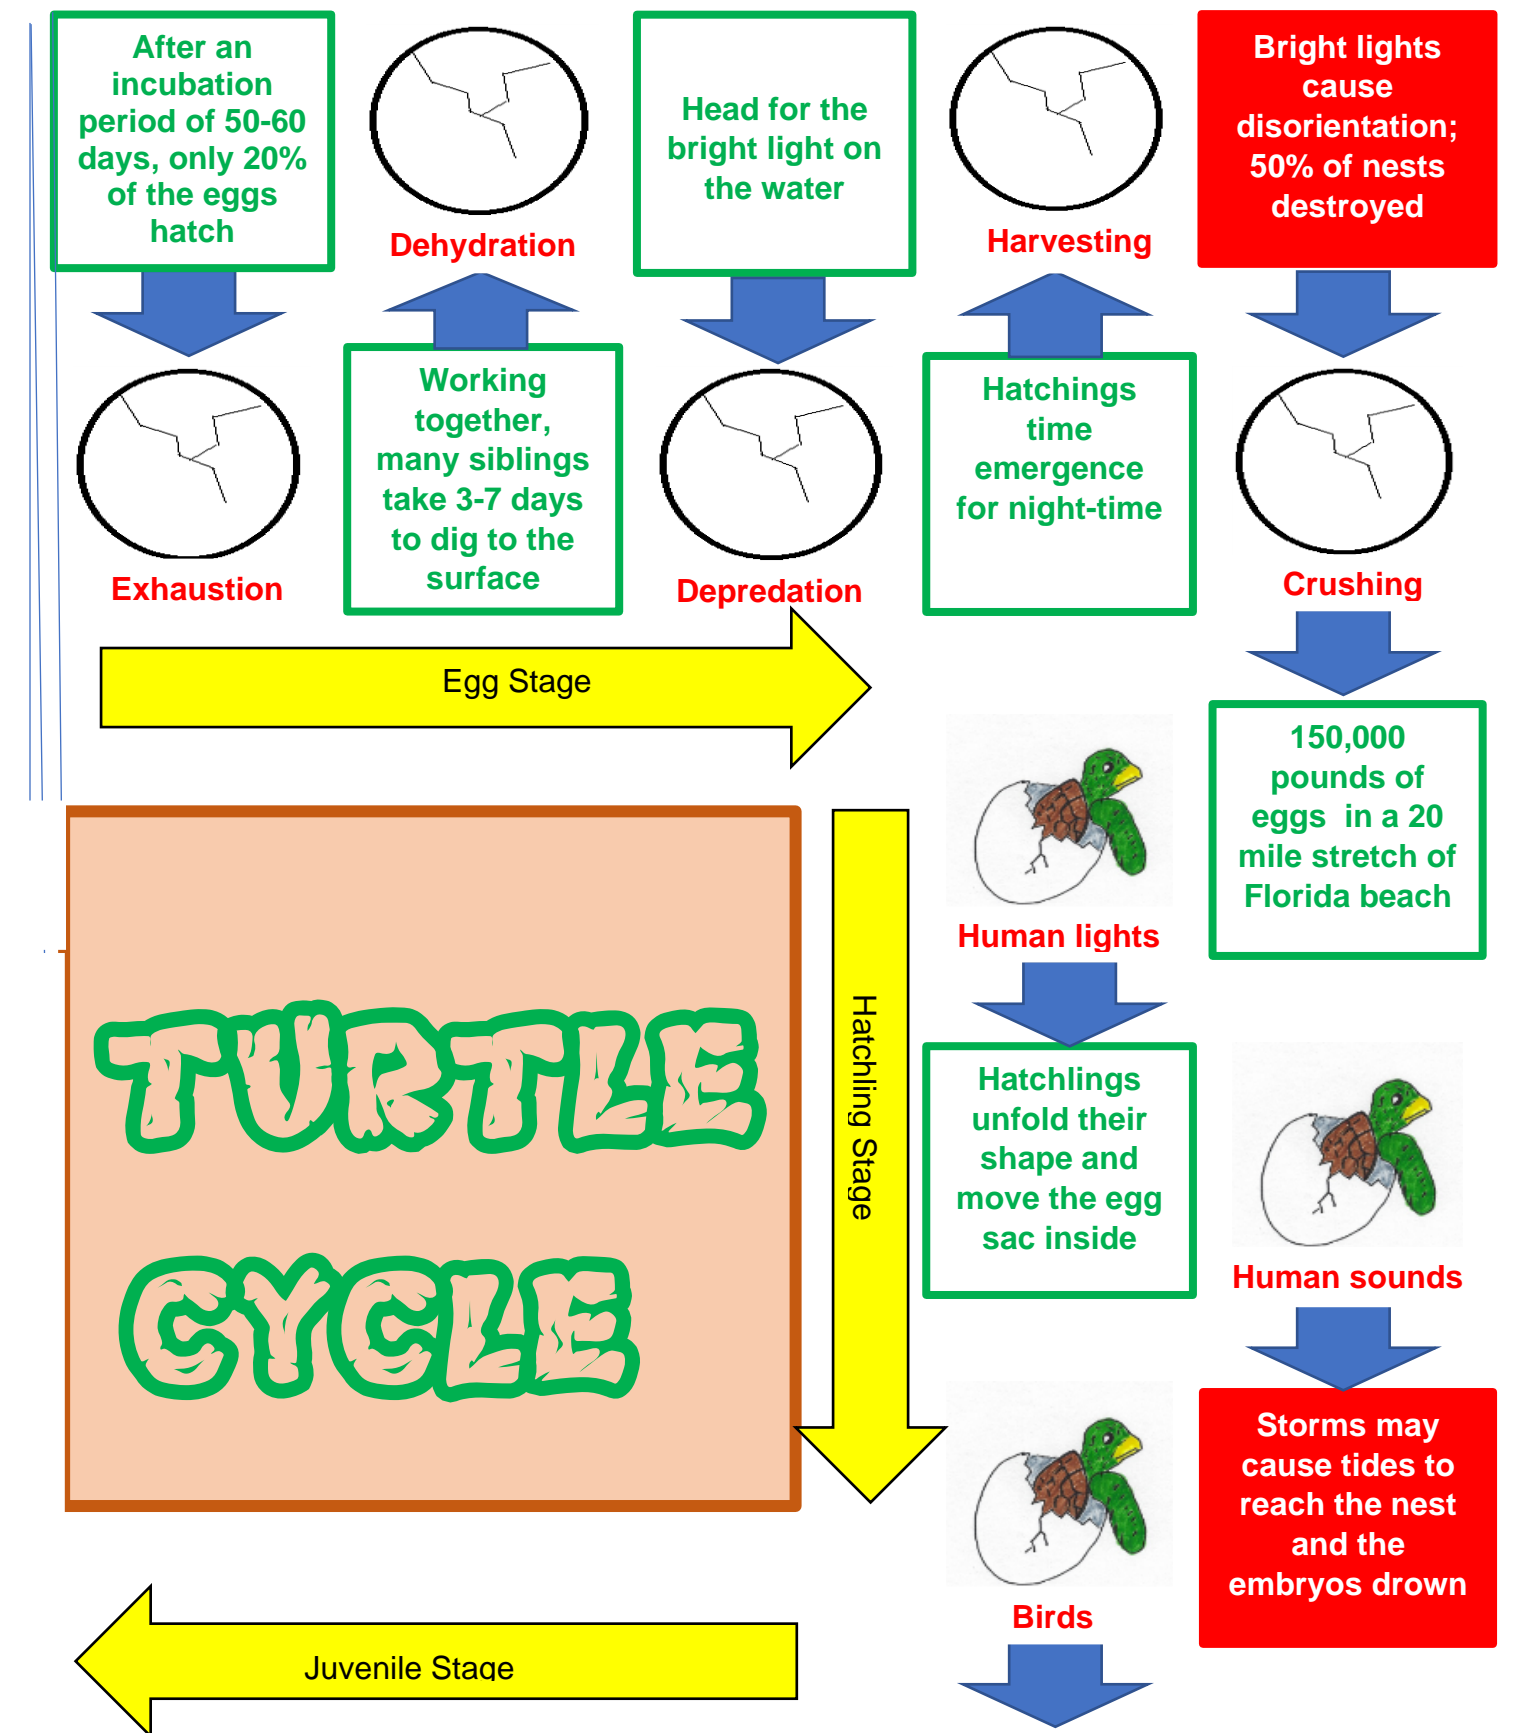 After an
incubation
period of 50-60
days, only 20%
of the eggs
hatch
Dehydration
Head for the
bright light on
the water
Harvesting
Bright lights
cause
disorientation;
50% of nests
destroyed
Exhaustion
Working
together,
many siblings
take 3-7 days
to dig to the
surface
Depredation
Hatchings
time
emergence
for night-time
Crushing
Egg Stage
150,000
pounds of
eggs in a 20
mile stretch of
Florida beach
Human lights
Hatchling Stage
TURTLE
CYCLE
Hatchlings
unfold their
shape and
move the egg
sac inside
Human sounds
Birds
Storms may
cause tides to
reach the nest
and the
embryos drown
Juvenile Stage